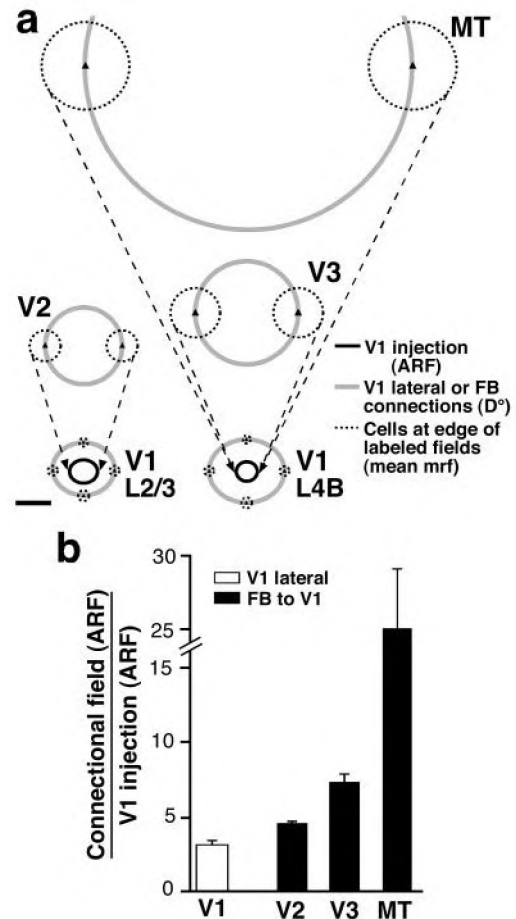 a
MT
V2
V3
V1 injection
(ARF)
V1 lateral or FB
connections (D°)
Cells at edge of
labeled fields
(mean mrf)
V1
L2/3
V1
L4B
b
Connectional field (ARF)
V1 injection (ARF)
30
25
15
10
5
0
V1 lateral
FB to V1
V1
V2
V3
MT